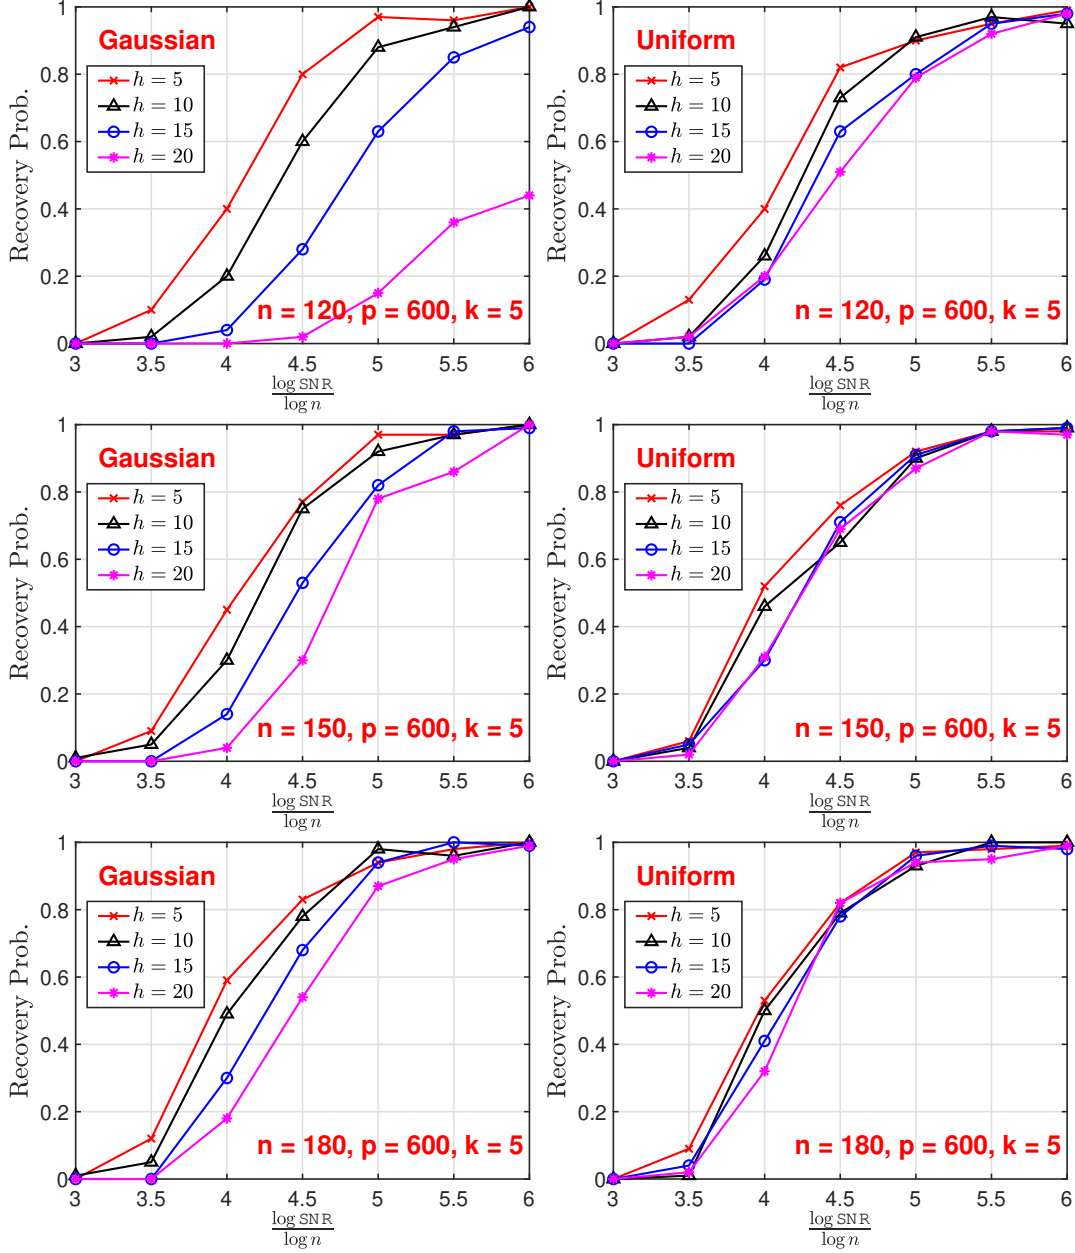 Gaussian
h = 5
h = 10
h = 15
h = 20
Recovery Prob.
1
0.8
0.6
0.4
0.2
0
n = 120, p = 600, k = 5
3 3.5 4 4.5 5 5.5 6
log SNR
log n
Uniform
h = 5
h = 10
h = 15
h = 20
Recovery Prob.
1
0.8
0.6
0.4
0.2
0
n = 120, p = 600, k = 5
3 3.5 4 4.5 5 5.5 6
log SNR
log n
Gaussian
h = 5
h = 10
h = 15
h = 20
Recovery Prob.
1
0.8
0.6
0.4
0.2
0
n = 150, p = 600, k = 5
3 3.5 4 4.5 5 5.5 6
log SNR
log n
Uniform
h = 5
h = 10
h = 15
h = 20
Recovery Prob.
1
0.8
0.6
0.4
0.2
0
n = 150, p = 600, k = 5
3 3.5 4 4.5 5 5.5 6
log SNR
log n
Gaussian
h = 5
h = 10
h = 15
h = 20
Recovery Prob.
1
0.8
0.6
0.4
0.2
0
n = 180, p = 600, k = 5
3 3.5 4 4.5 5 5.5 6
log SNR
log n
Uniform
h = 5
h = 10
h = 15
h = 20
Recovery Prob.
1
0.8
0.6
0.4
0.2
0
n = 180, p = 600, k = 5
3 3.5 4 4.5 5 5.5 6
log SNR
log n